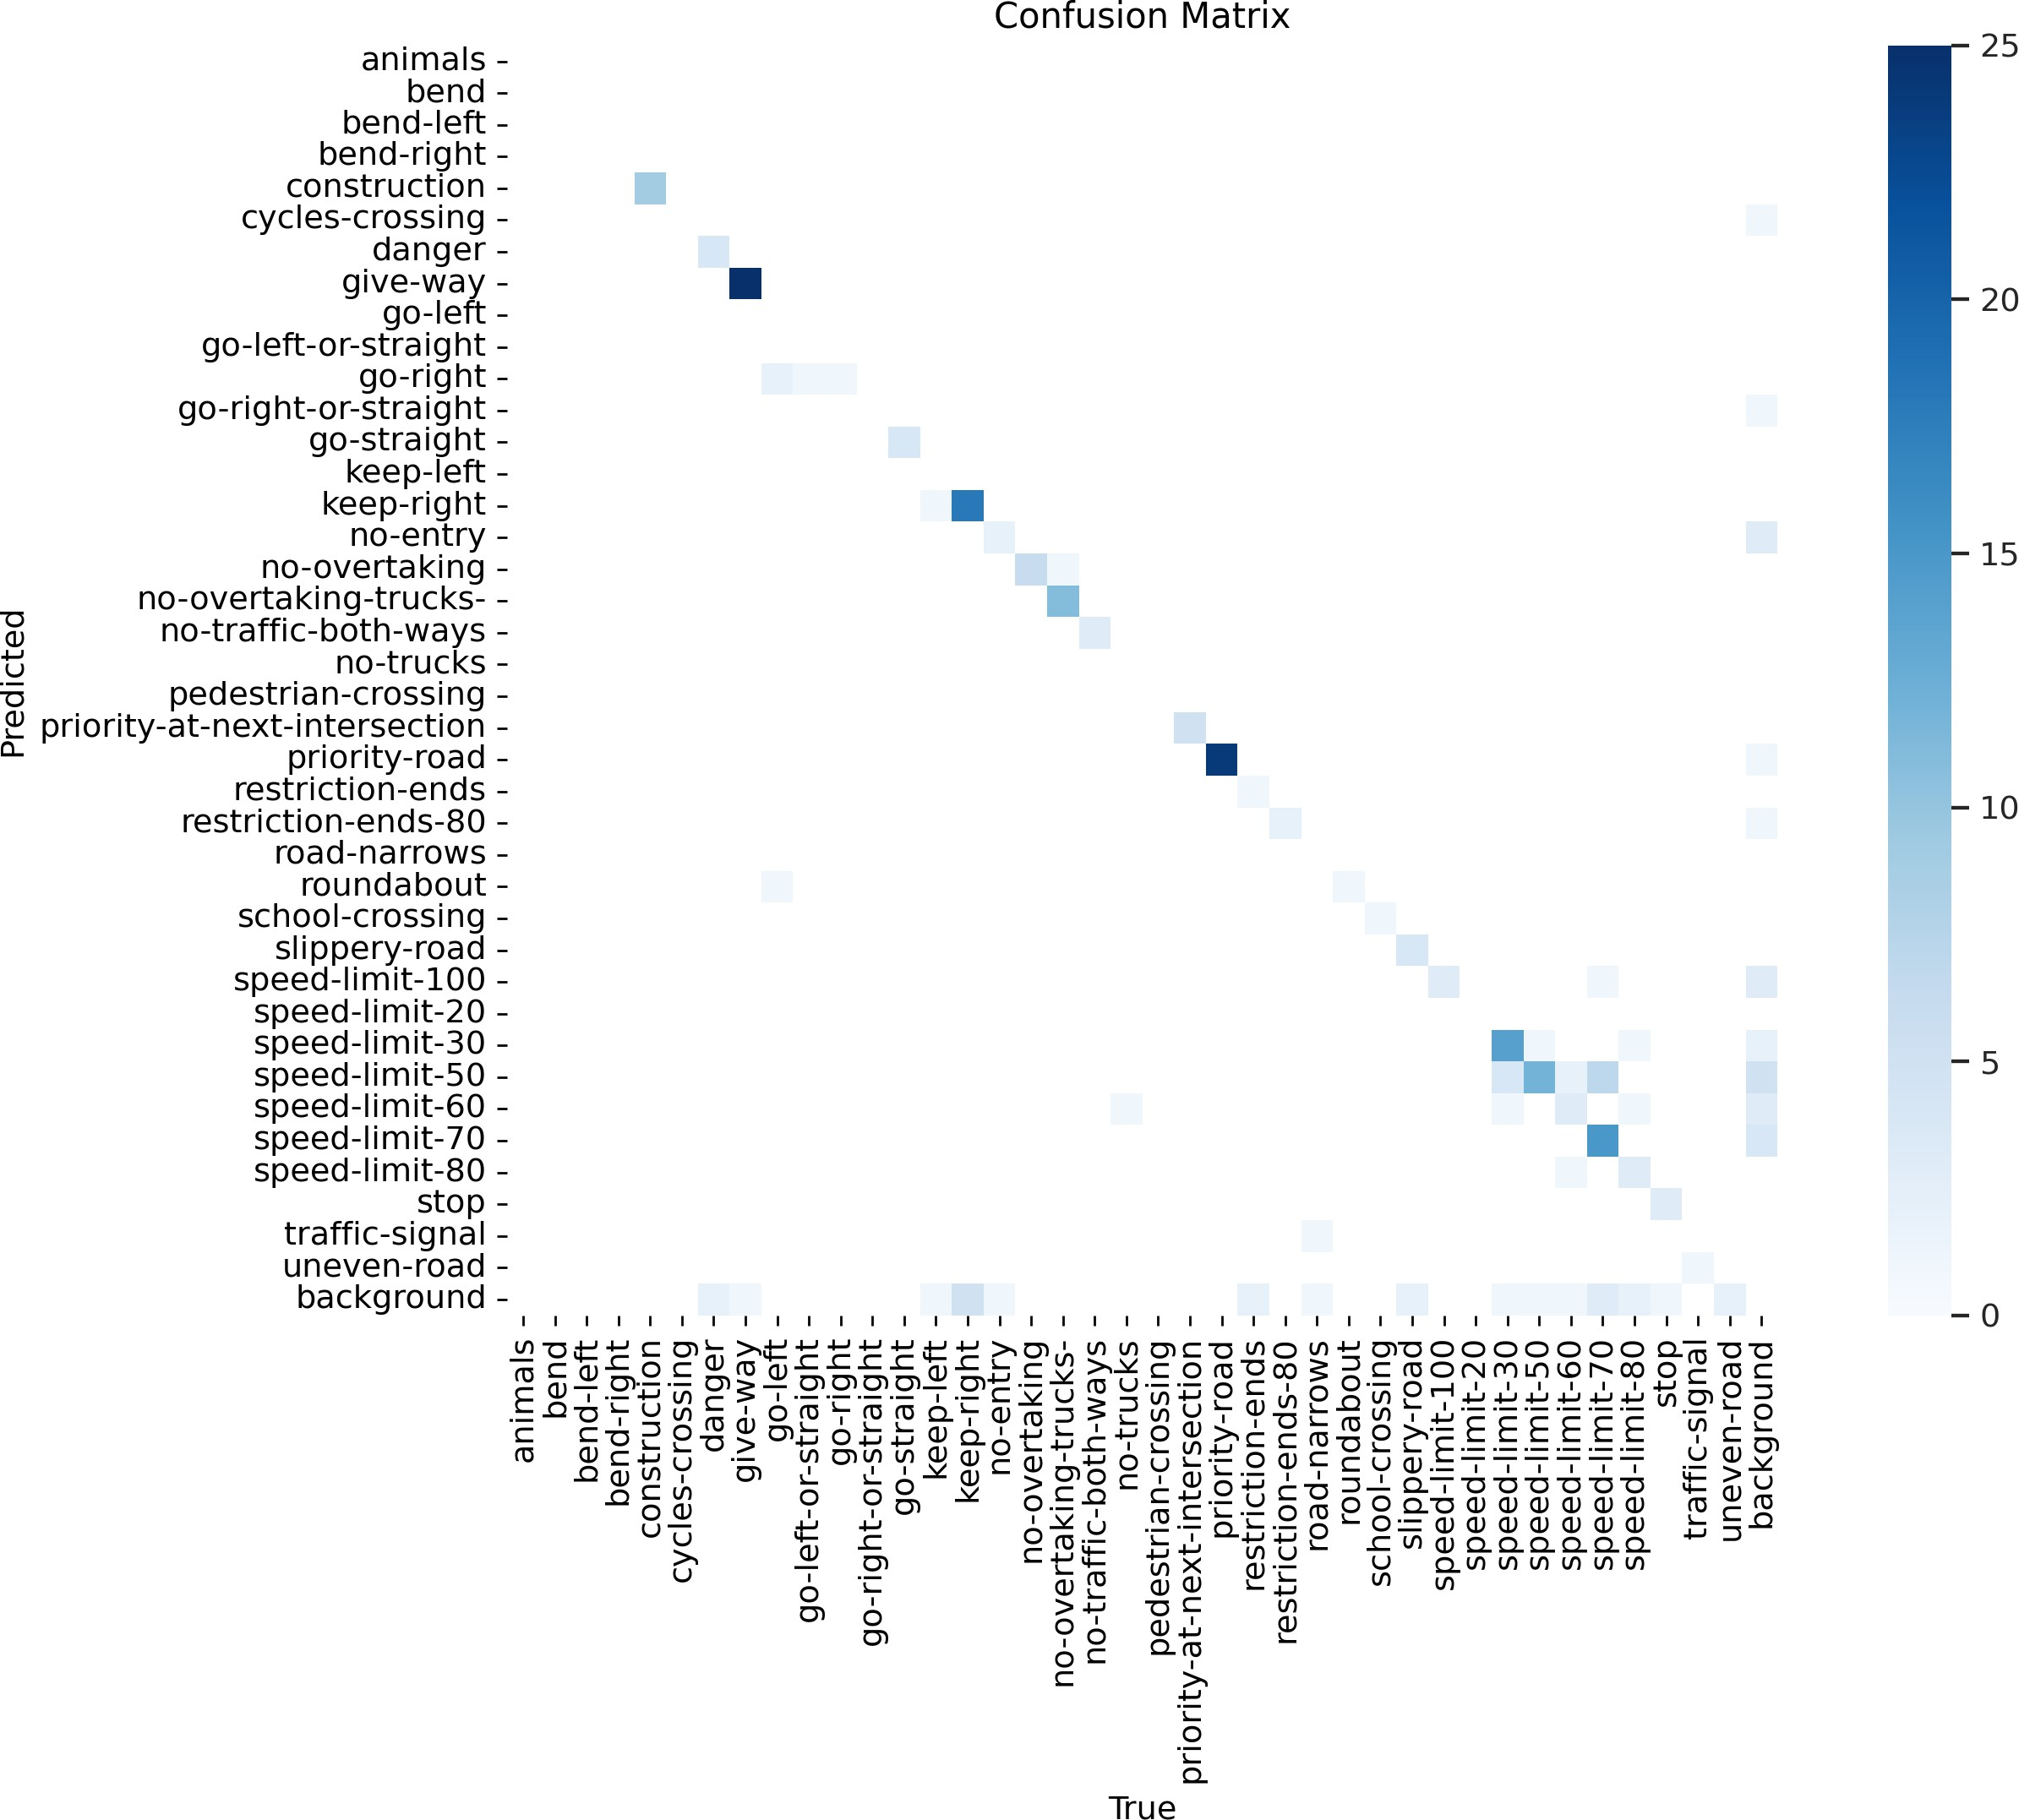 Confusion Matrix
animals
bend
bend-left
bend-right
construction
cycles-crossing
danger
give-way
go-left
go-left-or-straight
go-right
go-right-or-straight
go-straight
keep-left
keep-right
no-entry
no-overtaking
no-overtaking-trucks-
no-traffic-both-ways
no-trucks
pedestrian-crossing
priority-at-next-intersection
priority-road
restriction-ends
restriction-ends-80
road-narrows
roundabout
school-crossing
slippery-road
speed-limit-100
speed-limit-20
speed-limit-30
speed-limit-50
speed-limit-60
speed-limit-70
speed-limit-80
stop
traffic-signal
uneven-road
background
Predicted
animals
bend
bend-left
bend-right
construction
cycles-crossing
danger
give-way
go-left
go-left-or-straight
go-right
go-right-or-straight
go-straight
keep-left
keep-right
no-entry
no-overtaking
no-overtaking-trucks-
no-traffic-both-ways
no-trucks
pedestrian-crossing
priority-at-next-intersection
priority-road
restriction-ends
restriction-ends-80
road-narrows
roundabout
school-crossing
slippery-road
speed-limit-100
speed-limit-20
speed-limit-30
speed-limit-50
speed-limit-60
speed-limit-70
speed-limit-80
stop
traffic-signal
uneven-road
background
True
25
20
15
10
5
0